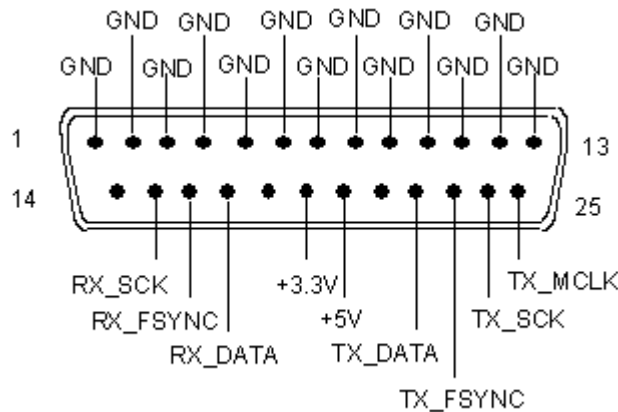 GND GND GND GND GND GND
GND GND GND GND GND GND GND
1 13
14 25
RX_SCK +3.3V TX_MCLK
RX_FSYNC +5V TX_SCK
RX_DATA TX_DATA
TX_FSYNC